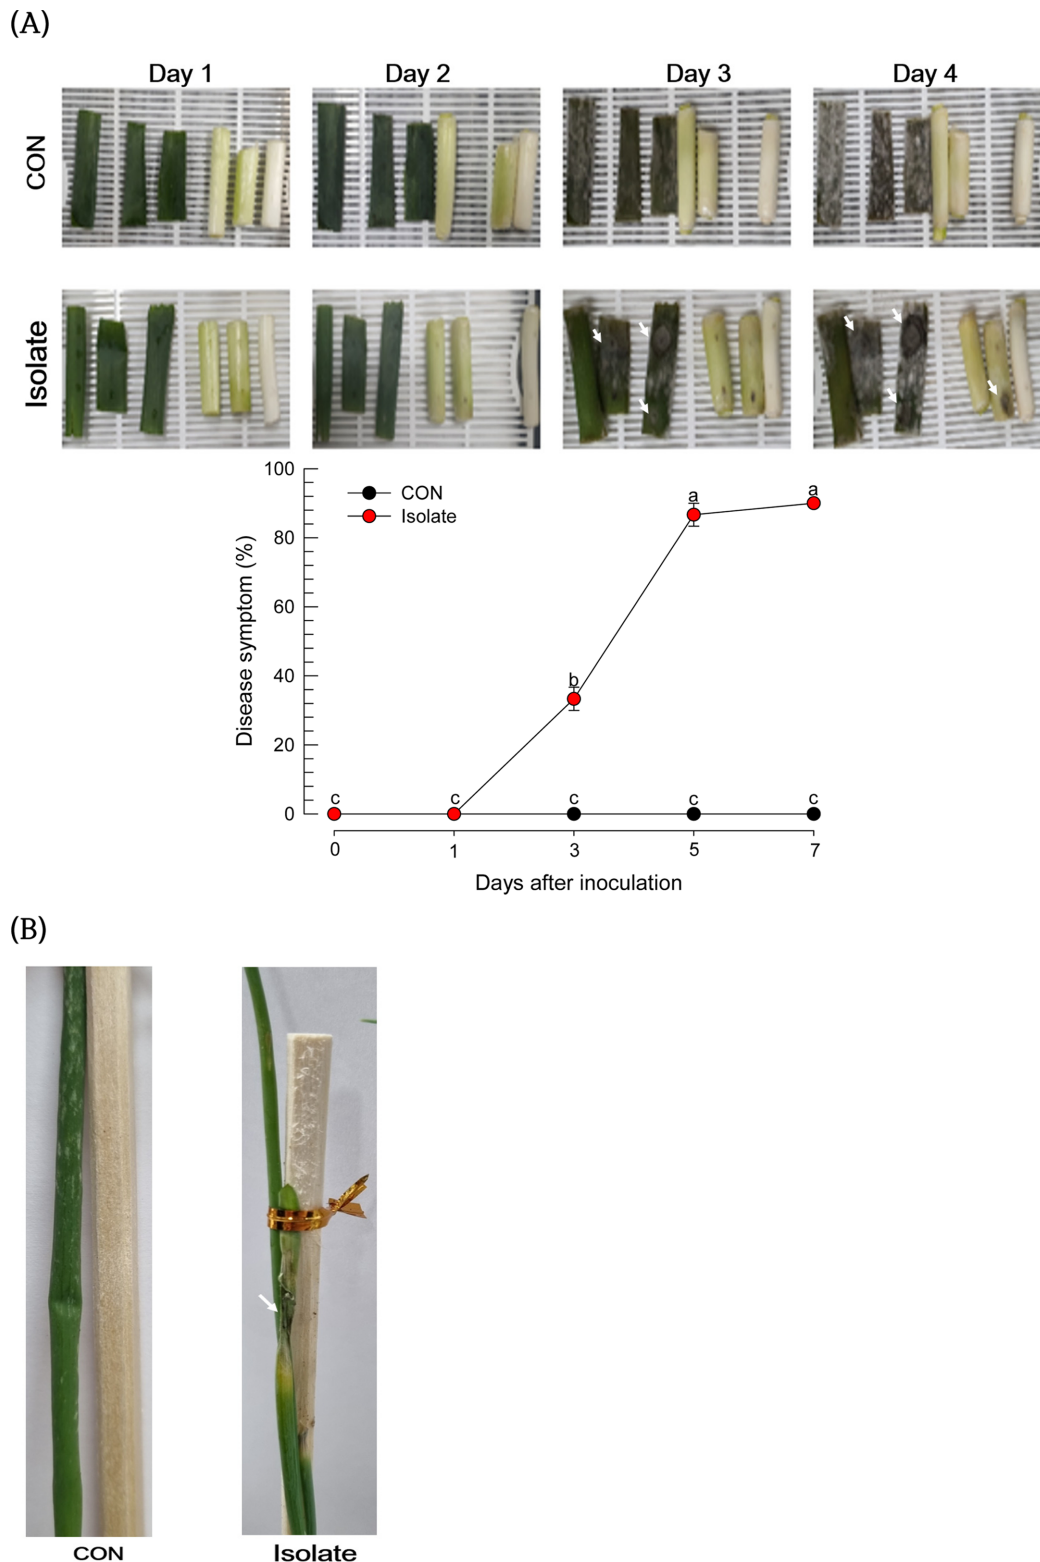 (A)
Day 1 Day 2 Day 3 Day 4
CON
Isolate
100
80
60
40
20
0
Disease symptom (%)
CON
Isolate
a a
b
c c c c c
0 1 3 5 7
Days after inoculation
(B)
CON Isolate